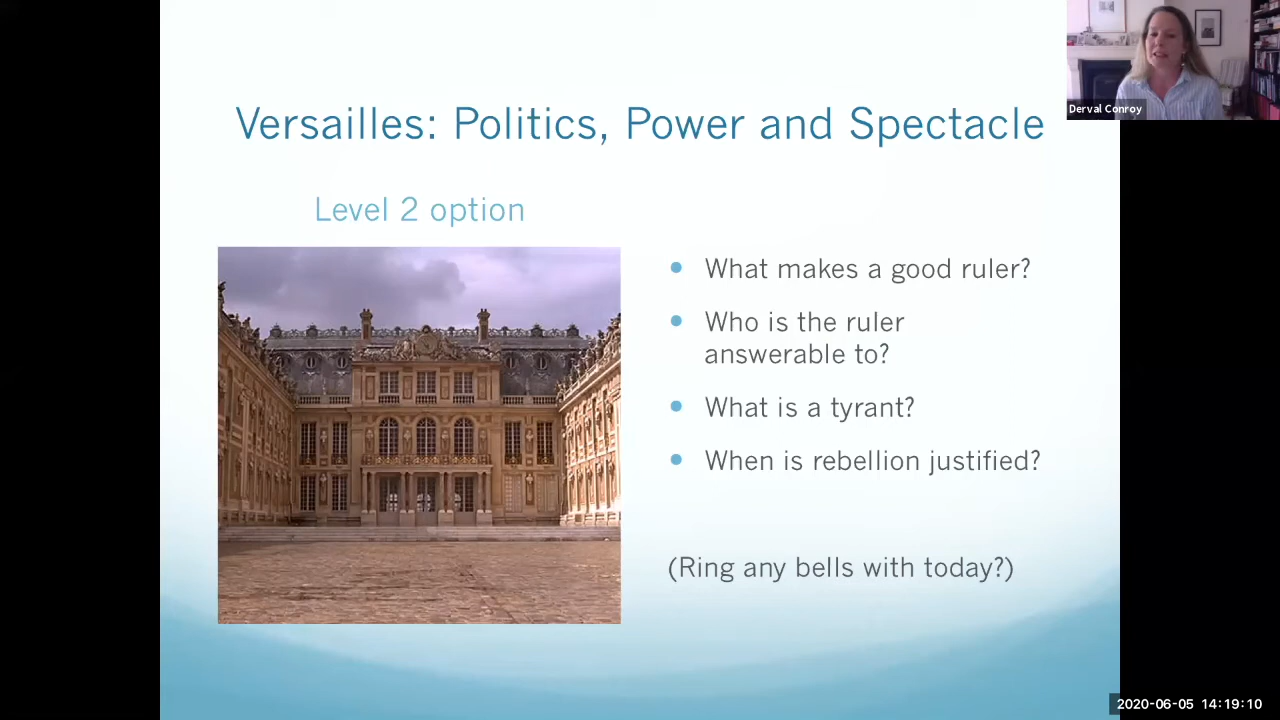 Versailles: Politics, Power and Spectacle
Level 2 option
What makes a good ruler?
Who is the ruler
answerable to?
What is a tyrant?
When is rebellion justified?
(Ring any bells with today?)
Derval Conroy
2020-06-05 14:19:10